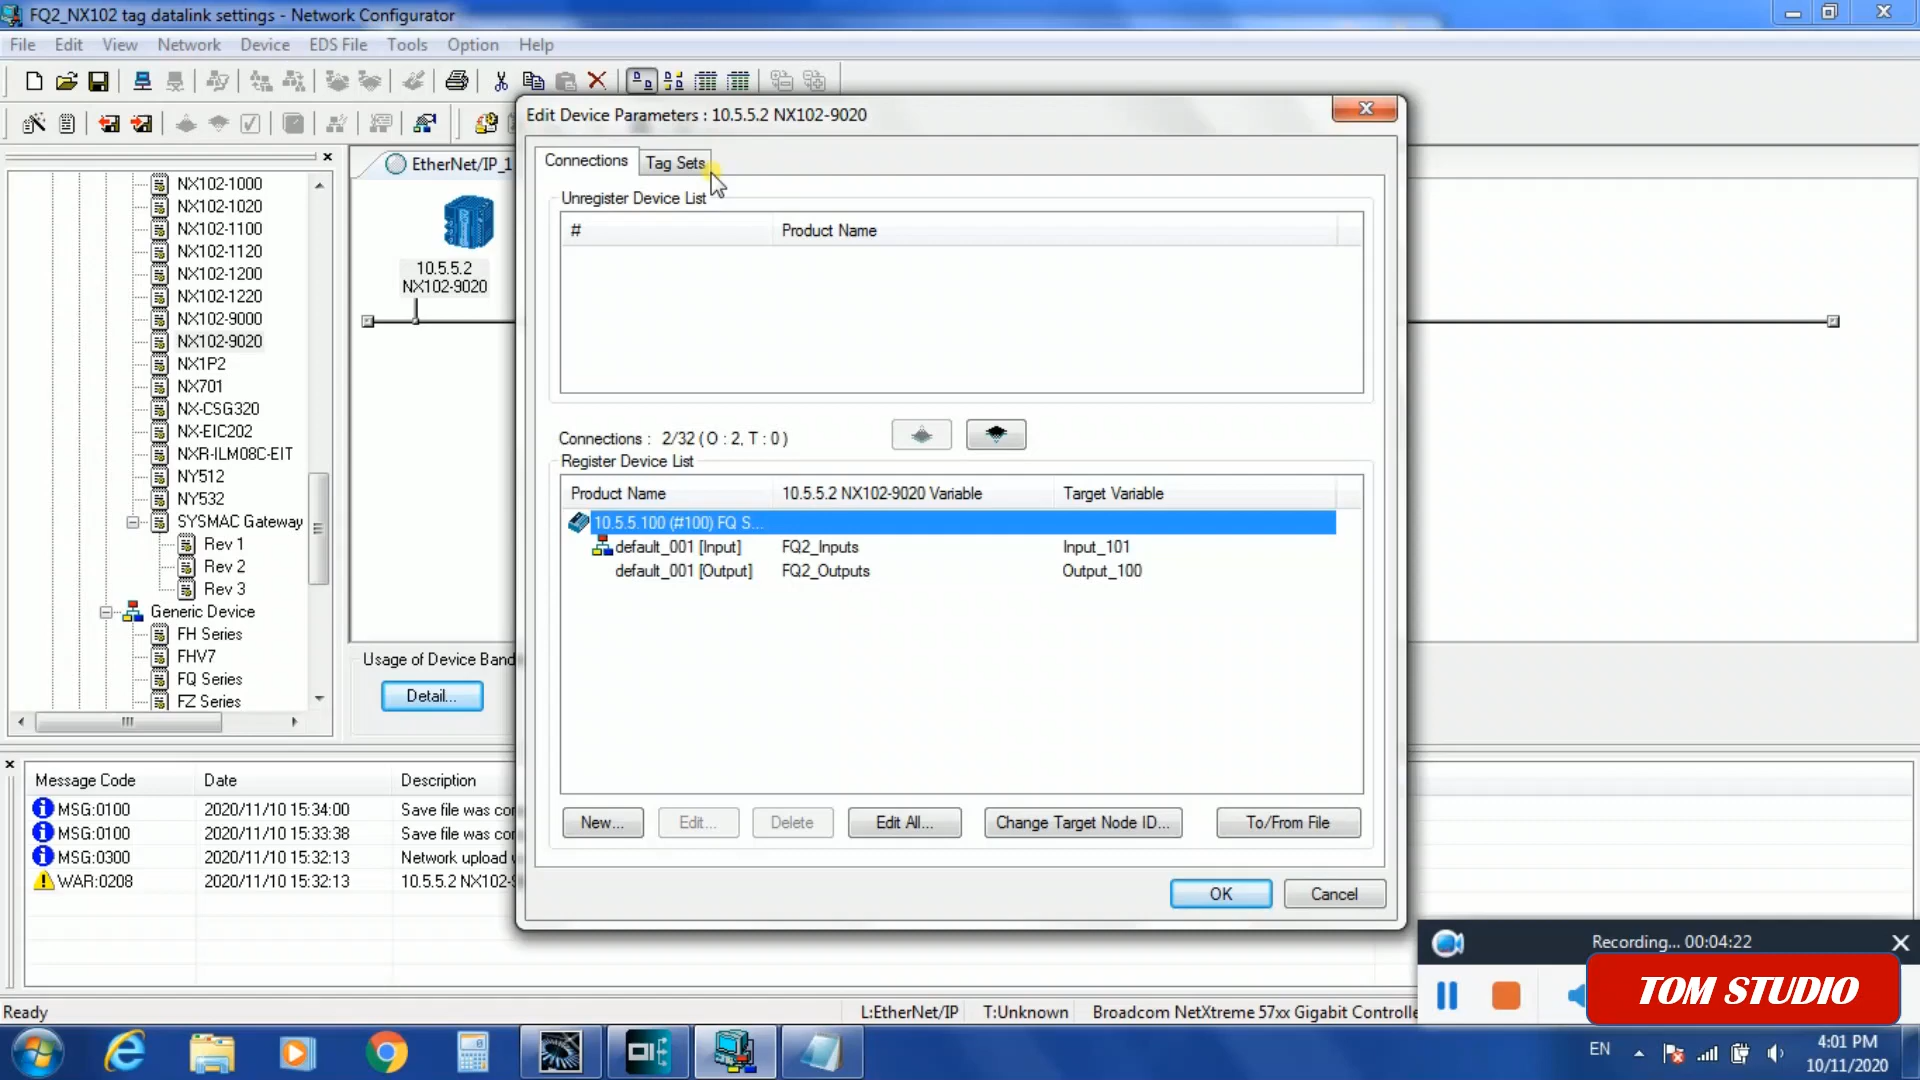 FQ2_NX102 tag datalink settings - Network Configurator
File Edit View Network Device EDS File Tools Option Help
NX102-1000
NX102-1020
NX102-1100
NX102-1120
NX102-1200
NX102-1220
NX102-9000
NX102-9020
NX1P2
NX701
NX-CSG320
NX-EIC202
NXR-ILM08C-EIT
NY512
NY532
SYSMAC Gateway
Rev 1
Rev 2
Rev 3
Generic Device
FH Series
FHV7
FQ Series
FZ Series
EtherNet/IP_1
10.5.5.2
NX102-9020
Usage of Device Band
Detail...
Edit Device Parameters : 10.5.5.2 NX102-9020
Connections Tag Sets
Unregister Device List
# Product Name
Connections : 2/32 ( O : 2, T : 0 )
Register Device List
Product Name 10.5.5.2 NX102-9020 Variable Target Variable
10.5.5.100 (#100) FQ S...
default_001 [Input] FQ2_Inputs Input_101
default_001 [Output] FQ2_Outputs Output_100
New... Edit... Delete Edit All... Change Target Node ID... To/From File
OK Cancel
Message Code Date Description
MSG:0100 2020/11/10 15:34:00 Save file was
MSG:0100 2020/11/10 15:33:38 Save file was
MSG:0300 2020/11/10 15:32:13 Network upload
WAR:0208 2020/11/10 15:32:13 10.5.5.2
Recording... 00:04:22
TOM STUDIO
Ready L:EtherNet/IP T:Unknown Broadcom NetXtreme 57xx Gigabit Controlle
EN
4:01 PM
10/11/2020